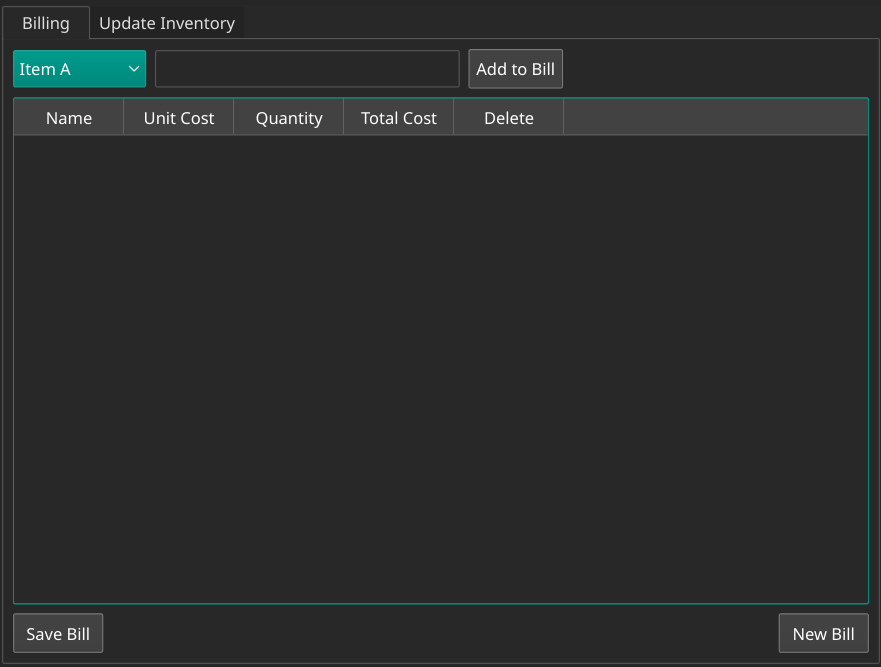 Billing Update Inventory
Item A Add to Bill
Name Unit Cost Quantity Total Cost Delete
Save Bill New Bill